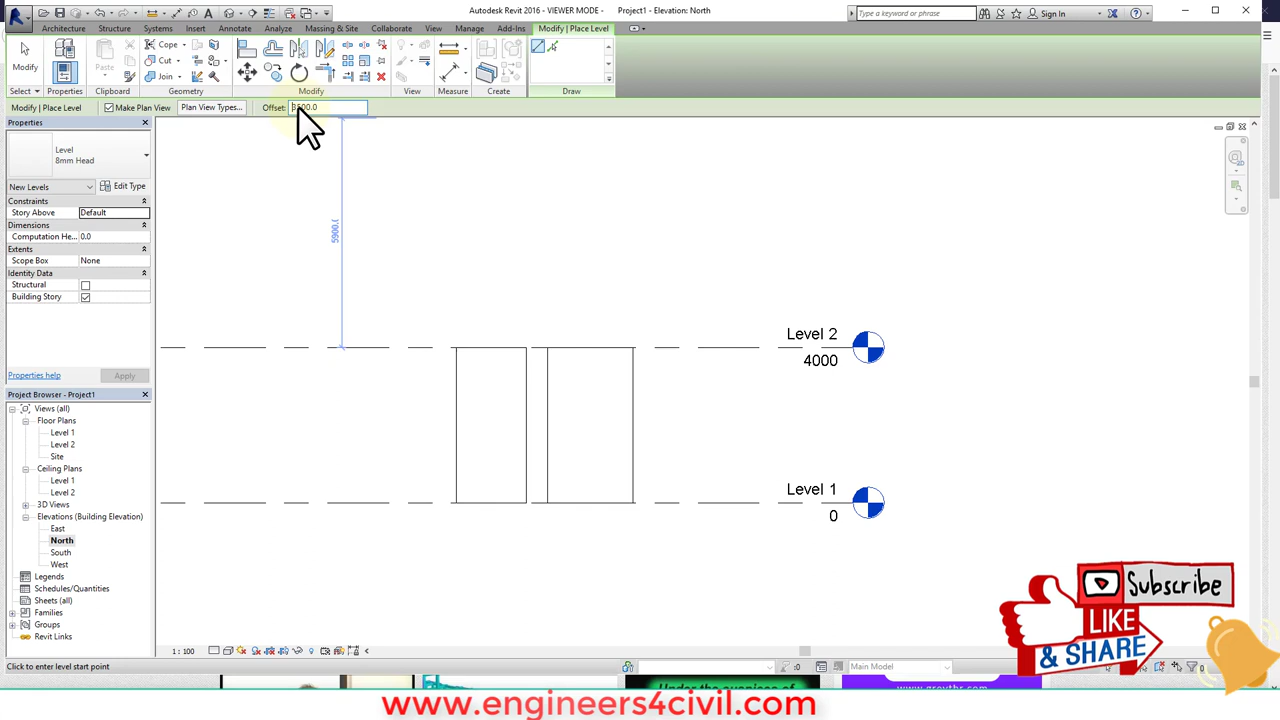 Autodesk Revit 2016 - VIEWER MODE - Project1 - Elevation: North
Type a keyword or phrase
Sign In
Architecture Structure Systems Insert Annotate Analyze Massing & Site Collaborate View Manage Add-Ins Modify | Place Level
Modify
Paste
Cope
Cut
Join
Select Properties Clipboard Geometry Modify View Measure Create Draw
Modify | Place Level Make Plan View Plan View Types... Offset:
Properties
Level
8mm Head
New Levels Edit Type
Constraints
Story Above Default
Dimensions
Computation He... 0.0
Extents
Scope Box None
Identity Data
Structural
Building Story
Properties help Apply
Project Browser - Project1
Views (all)
Floor Plans
Level 1
Level 2
Site
Ceiling Plans
Level 1
Level 2
3D Views
Elevations (Building Elevation)
East
North
South
West
Legends
Schedules/Quantities
Sheets (all)
Families
Groups
Revit Links
Level 2
4000
Level 1
0
1 : 100
Click to enter level start point
:0
Main Model
Subscribe
LIKE
& SHARE
Under the auspices of
www.growthr.com
www.engineers4civil.com